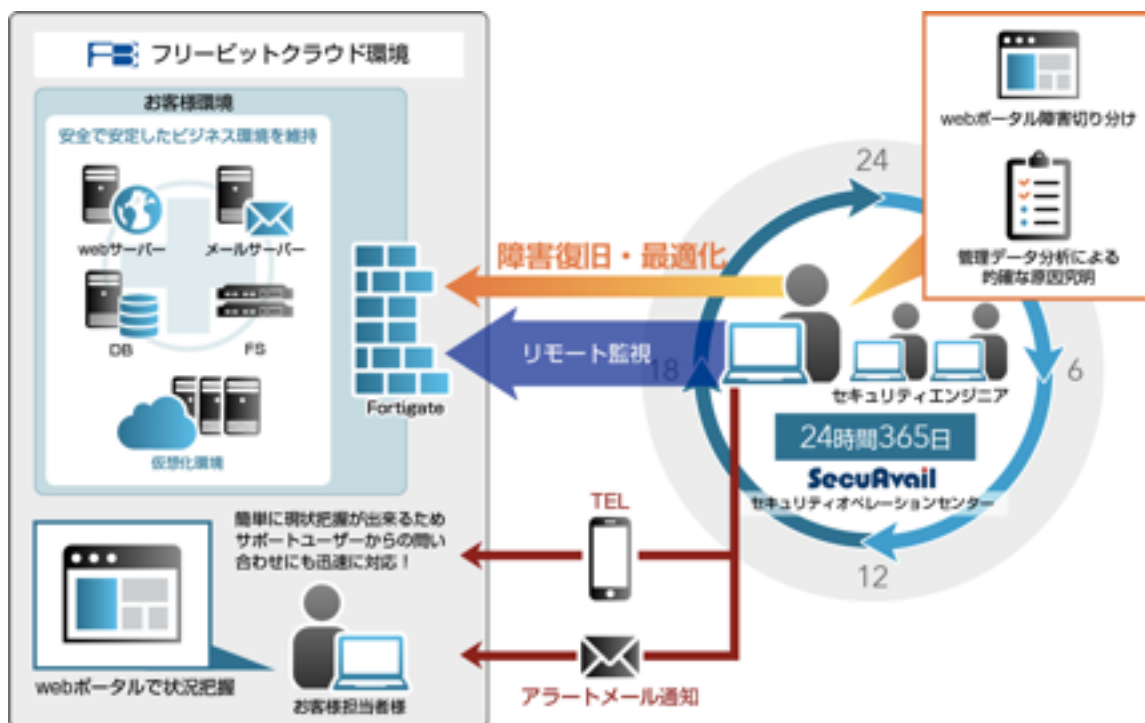 FB フリービットクラウド環境
お客様環境
安全で安定したビジネス環境を維持
webサーバー
メールサーバー
DB
FS
仮想化環境
Fortigate
障害復旧・最適化
リモート監視
webポータル障害切り分け
管理データ分析による
的確な原因究明
24
6
12
18
セキュリティエンジニア
24時間365日
SecuAvail
セキュリティオペレーションセンター
簡単に現状把握が出来るため
サポートユーザーからの問い
合わせにも迅速に対応!
TEL
アラートメール通知
webポータルで状況把握
お客様担当者様